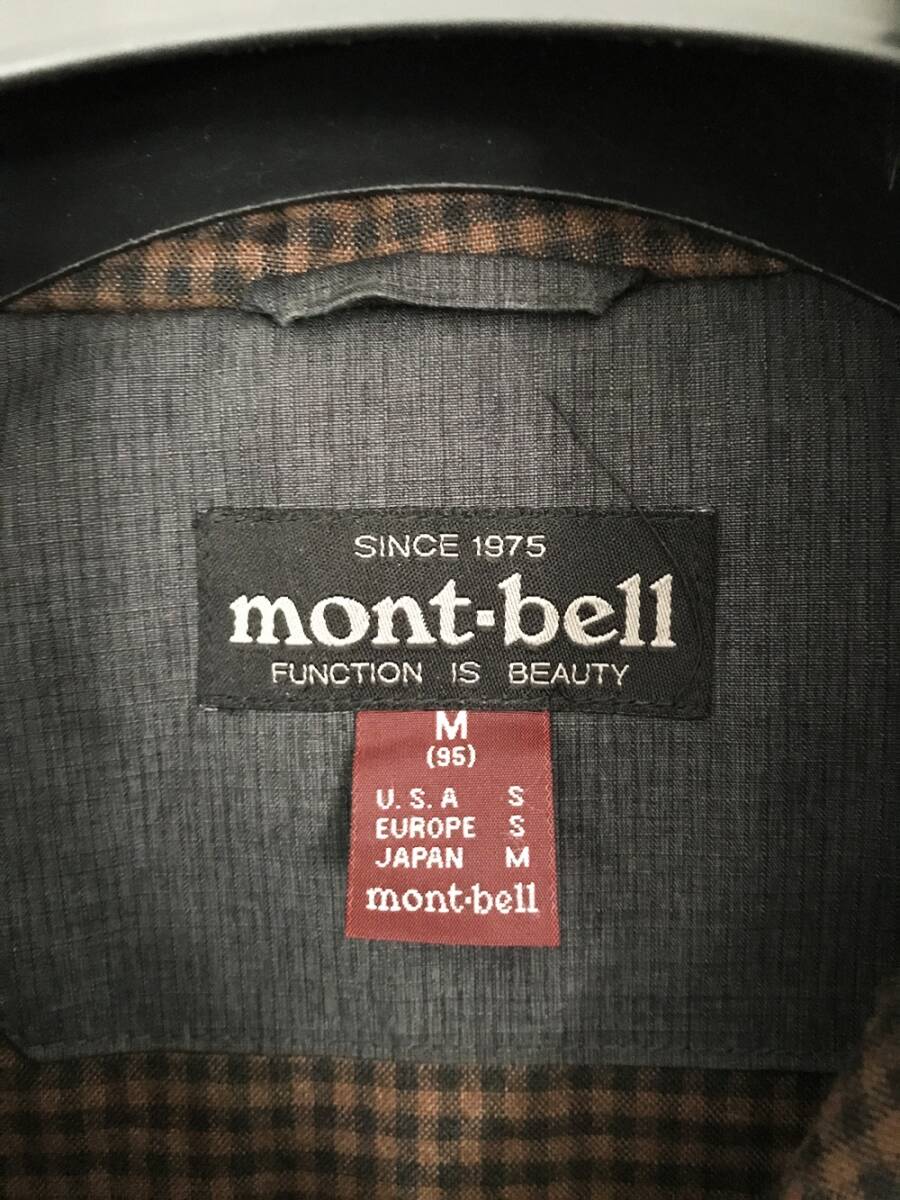 SINCE 1975
mont-bell
FUNCTION IS BEAUTY
M
(95)
U.S.A S
EUROPE S
JAPAN M
mont-bell